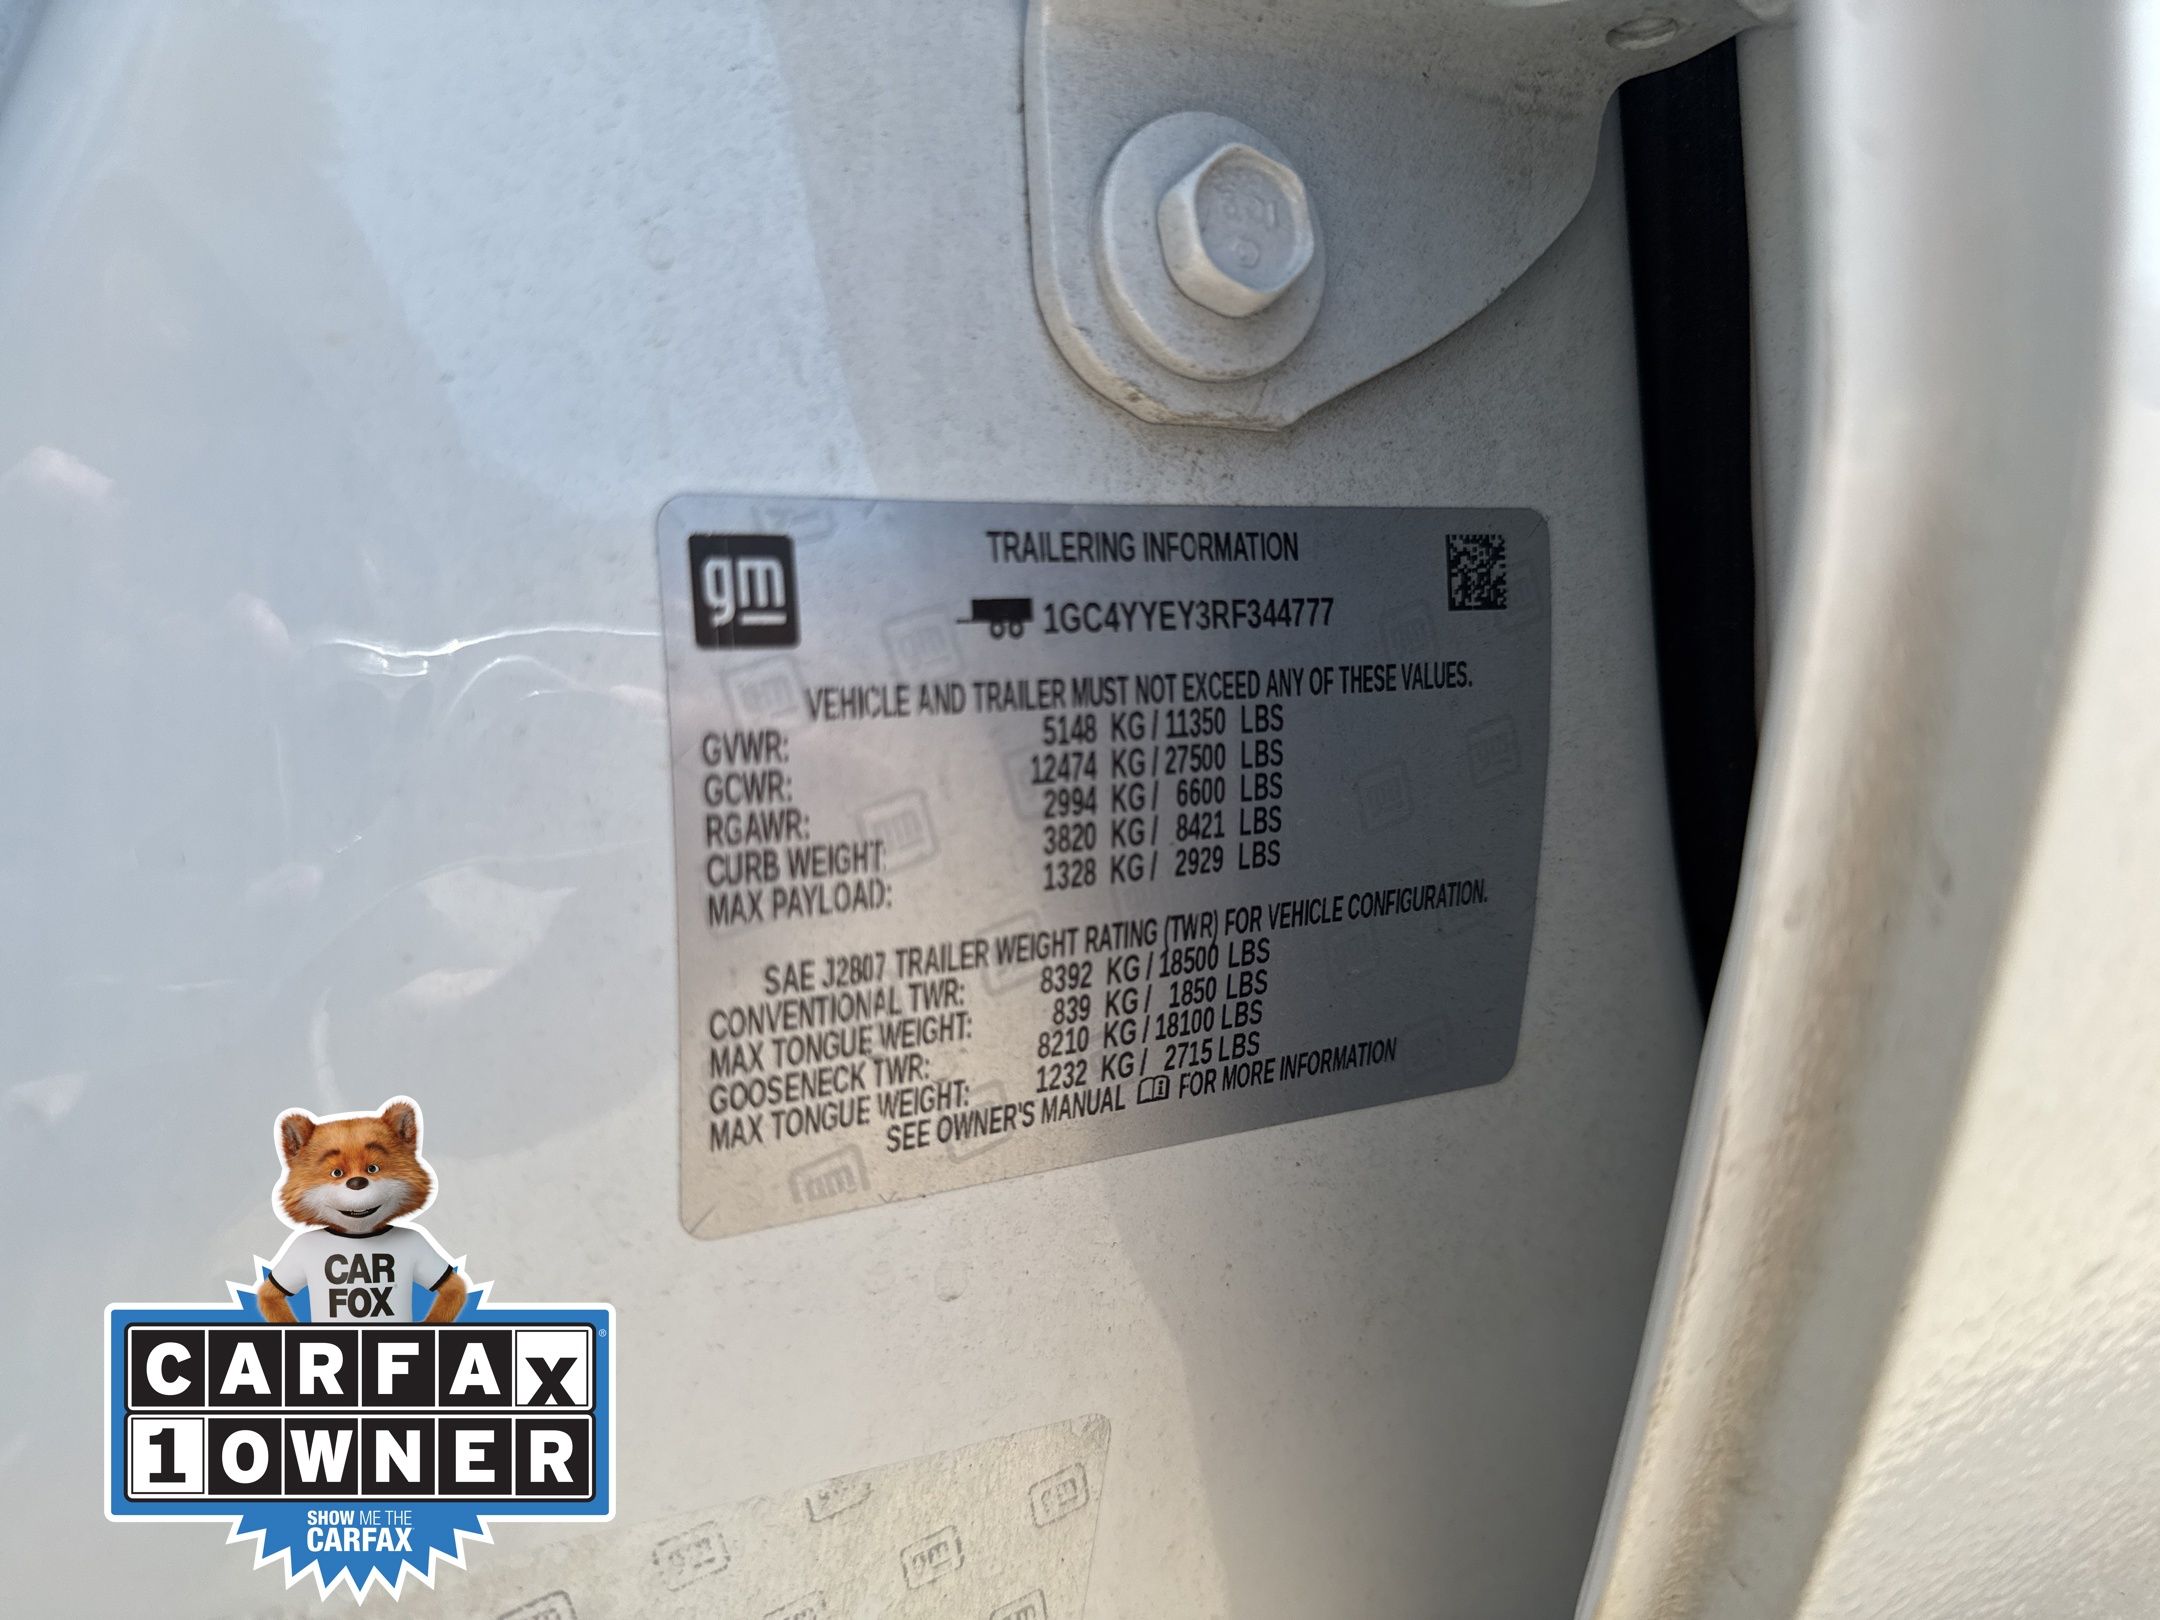 gm
TRAILERING INFORMATION
1GC4YYEY3RF344777
VEHICLE AND TRAILER MUST NOT EXCEED ANY OF THESE VALUES.
GVWR: 5148 KG / 11350 LBS
GCWR: 12474 KG / 27500 LBS
RGAWR: 2994 KG / 6600 LBS
CURB WEIGHT: 3820 KG / 8421 LBS
MAX PAYLOAD: 1328 KG / 2929 LBS
SAE J2807 TRAILER WEIGHT RATING (TWR) FOR VEHICLE CONFIGURATION.
CONVENTIONAL TWR: 8392 KG / 18500 LBS
MAX TONGUE WEIGHT: 839 KG / 1850 LBS
GOOSENECK TWR: 8210 KG / 18100 LBS
MAX TONGUE WEIGHT: 1232 KG / 2715 LBS
SEE OWNER'S MANUAL FOR MORE INFORMATION
CAR
FOX
CARFAX
1 OWNER
SHOW ME THE
CARFAX